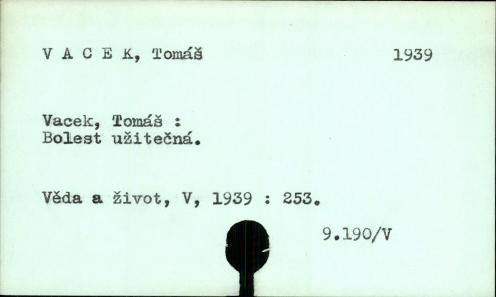 V A C E K, Tomáš 1939
Vacek, Tomáš :
Bolest užitečná.
Věda a život, V, 1939 : 253.
9.190/V